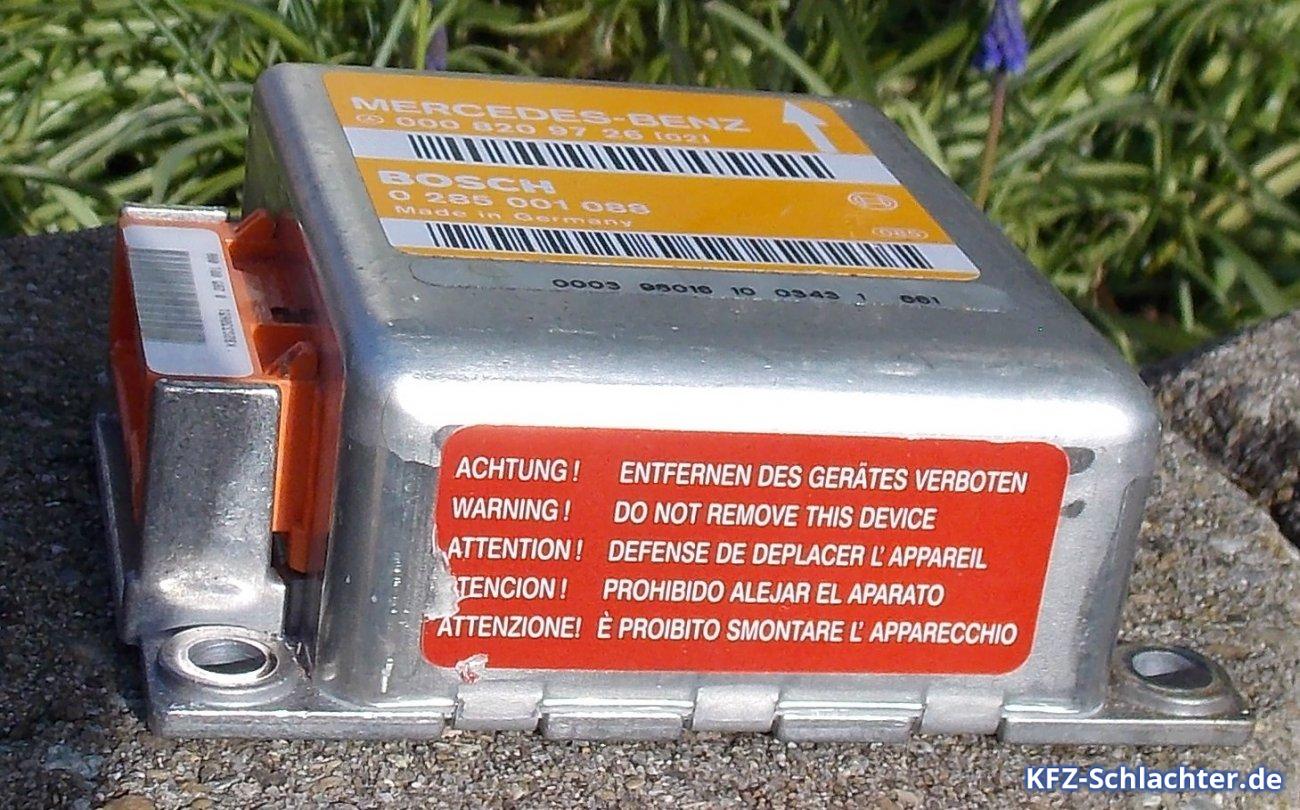 MERCEDES-BENZ
000 820 97 26 [02]
BOSCH
0 285 001 088
Made in Germany
085
0003 98016 10 0343 1 661
ACHTUNG! ENTFERNEN DES GERÄTES VERBOTEN
WARNING! DO NOT REMOVE THIS DEVICE
ATTENTION! DEFENSE DE DEPLACER L'APPAREIL
TENCION! PROHIBIDO ALEJAR EL APARATO
ATTENZIONE! È PROIBITO SMONTARE L'APPARECCHIO
KFZ-Schlachter.de